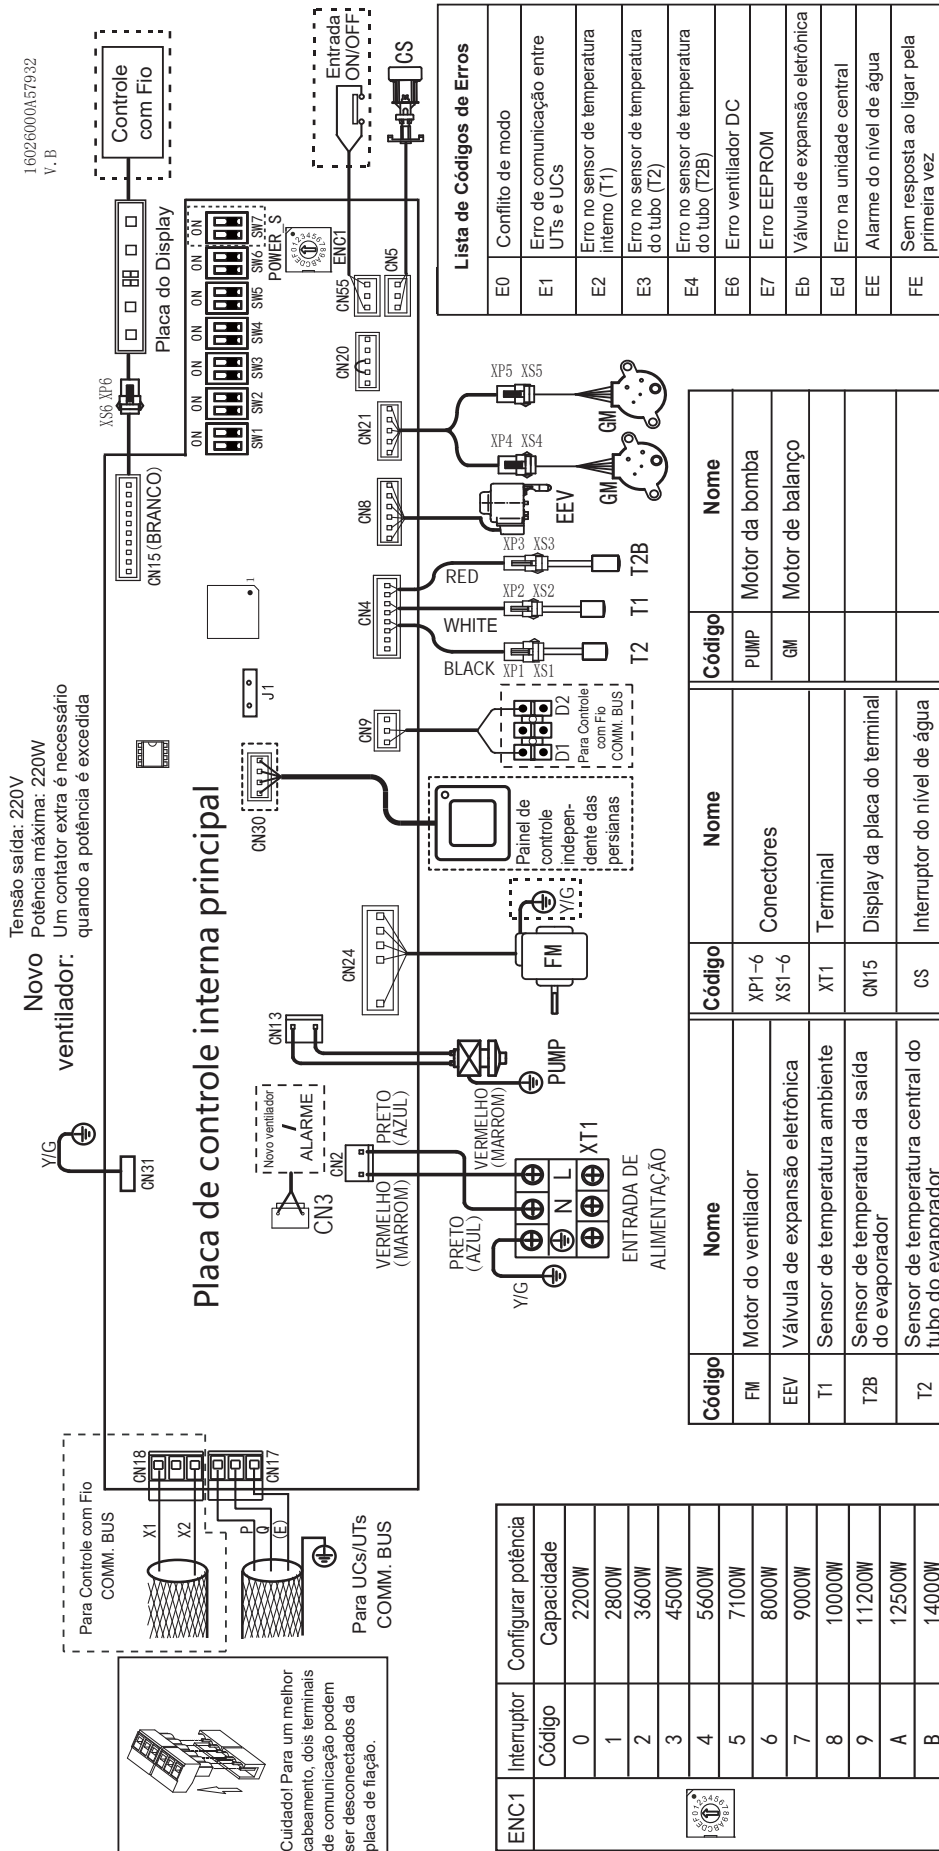 16026000A57932
V.B
Novo
ventilador:
Tensão saída: 220V
Potência máxima: 220W
Um contator extra é necessário
quando a potência é excedida
Y/G
CN31
Placa de controle interna principal
J1
1
CN15(BRANCO)
XS6 XP6
Placa do Display
Controle
com Fio
ON
ON
ON
ON
ON
ON
ON
SW1
SW2
SW3
SW4
SW5
SW6
SW7
POWER_S
ENC1
Entrada
ON/OFF
CS
Para Controle com Fio
COMM. BUS
X1
X2
CN18
P
Q
(E)
CN17
Para UCs/UTs
COMM. BUS
Cuidado! Para um melhor
cabeamento, dois terminais
de comunicação podem
ser desconectados da
placa de fiação.
CN3
Novo ventilador
/
ALARME
CN2
VERMELHO
(MARROM)
PRETO
(AZUL)
PRETO
(AZUL)
VERMELHO
(MARROM)
Y/G
N
L
XT1
ENTRADA DE
ALIMENTAÇÃO
CN13
PUMP
CN24
FM
Y/G
CN30
Painel de
controle
indepen-
dente das
persianas
CN9
D1
D2
Para Controle
com Fio
COMM. BUS
CN4
BLACK
WHITE
RED
XP1 XS1
XP2 XS2
XP3 XS3
T2
T1
T2B
CN8
EEV
CN21
XP4 XS4
XP5 XS5
GM
GM
CN20
CN55
CN5
ENC1
Interruptor
Código
Configurar potência
Capacidade
0 2200W
1 2800W
2 3600W
3 4500W
4 5600W
5 7100W
6 8000W
7 9000W
8 10000W
9 11200W
A 12500W
B 14000W
Código Nome Código Nome Código Nome
FM Motor do ventilador
EEV Válvula de expansão eletrônica
T1 Sensor de temperatura ambiente
T2B Sensor de temperatura da saída
do evaporador
T2 Sensor de temperatura central do
tubo do evaporador
XP1-6
XS1-6
Conectores
XT1 Terminal
CN15 Display da placa do terminal
CS Interruptor do nível de água
PUMP Motor da bomba
GM Motor de balanço
Lista de Códigos de Erros
E0 Conflito de modo
E1 Erro de comunicação entre
UTs e UCs
E2 Erro no sensor de temperatura
interno (T1)
E3 Erro no sensor de temperatura
do tubo (T2)
E4 Erro no sensor de temperatura
do tubo (T2B)
E6 Erro ventilador DC
E7 Erro EEPROM
Eb Válvula de expansão eletrônica
Ed Erro na unidade central
EE Alarme do nível de água
FE Sem resposta ao ligar pela
primeira vez